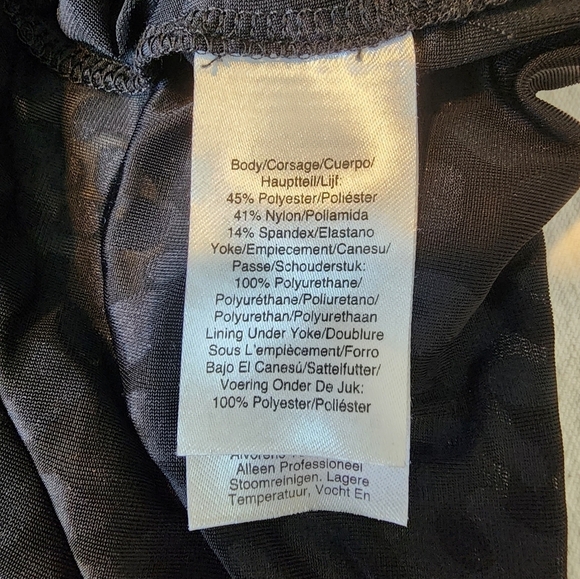 Body/Corsage/Cuerpo/
Hauptteil/Lijf:
45% Polyester/Poliéster
41% Nylon/Poliamida
14% Spandex/Elastano
Yoke/Empiecement/Canesu/
Passe/Schouderstuk:
100% Polyurethane/
Polyuréthane/Poliuretano/
Polyurethan/Polyurethaan
Lining Under Yoke/Doublure
Sous L'empiècement/Forro
Bajo El Canesú/Sattelfutter/
Voering Onder De Juk:
100% Polyester/Poliéster
Alleen Professioneel
Stoomreinigen. Lagere
Temperatuur, Vocht En